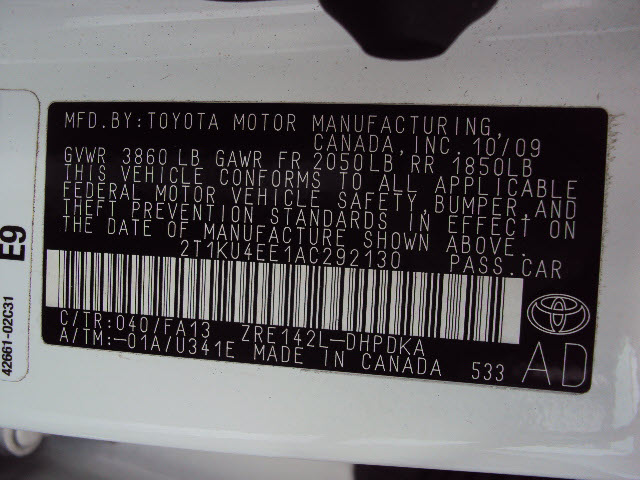 MFD.BY:TOYOTA MOTOR MANUFACTURING,
CANADA, INC. 10/09
GVWR 3860 LB GAWR FR 2050LB RR 1850LB
THIS VEHICLE CONFORMS TO ALL APPLICABLE
FEDERAL MOTOR VEHICLE SAFETY, BUMPER, AND
THEFT PREVENTION STANDARDS IN EFFECT ON
THE DATE OF MANUFACTURE SHOWN ABOVE.
2T1KU4EE1AC292130 PASS.CAR
C/TR:040/FA13 ZRE142L-DHPDKA
A/TM:-01A/U341E MADE IN CANADA 533
AD
E9
42661-02C31